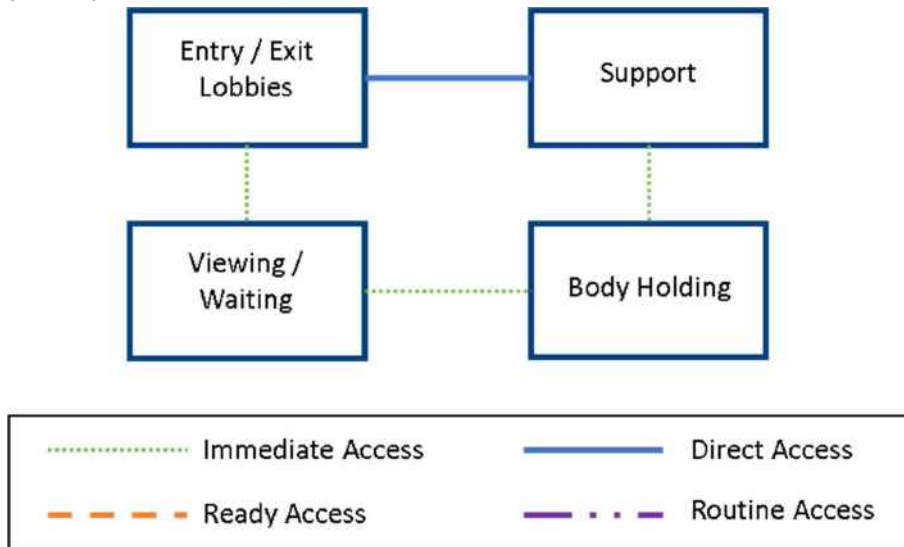 Entry / Exit
Lobbies
Support
Viewing /
Waiting
Body Holding
Immediate Access
Direct Access
Ready Access
Routine Access